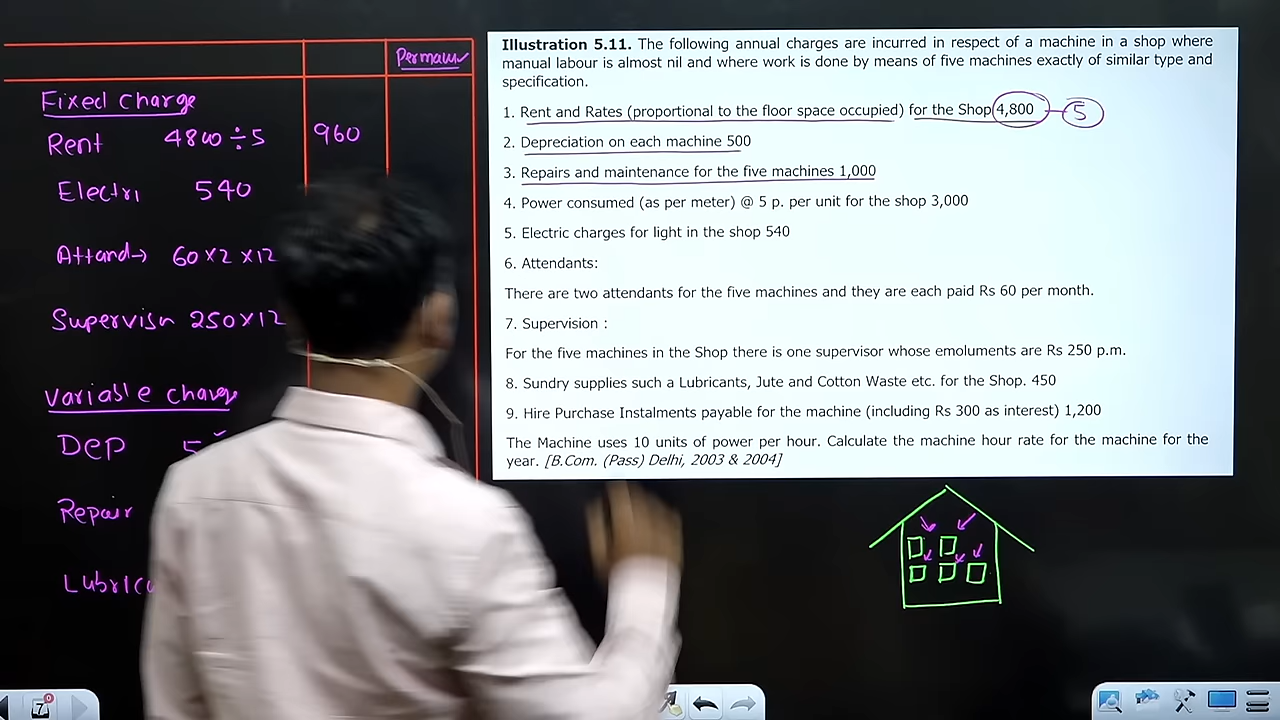 Per maw
Fixed charge
Rent 4800 ÷ 5 960
Electri 540
Attand→ 60×2×12
Supervisn 250×12
Variable charge
Dep
Repair
Illustration 5.11. The following annual charges are incurred in respect of a machine in a shop where
manual labour is almost nil and where work is done by means of five machines exactly of similar type and
specification.
1. Rent and Rates (proportional to the floor space occupied) for the Shop 4,800 5
2. Depreciation on each machine 500
3. Repairs and maintenance for the five machines 1,000
4. Power consumed (as per meter) @ 5 p. per unit for the shop 3,000
5. Electric charges for light in the shop 540
6. Attendants:
There are two attendants for the five machines and they are each paid Rs 60 per month.
7. Supervision :
For the five machines in the Shop there is one supervisor whose emoluments are Rs 250 p.m.
8. Sundry supplies such a Lubricants, Jute and Cotton Waste etc. for the Shop. 450
9. Hire Purchase Instalments payable for the machine (including Rs 300 as interest) 1,200
The Machine uses 10 units of power per hour. Calculate the machine hour rate for the machine for the
year. [B.Com. (Pass) Delhi, 2003 & 2004]
7